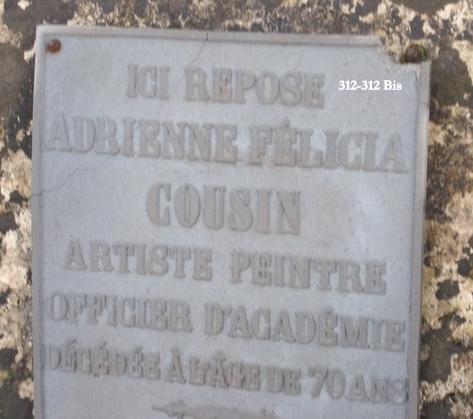 312-312 Bis
ICI REPOSE
ADRIENNE FÉLICIA
COUSIN
ARTISTE PEINTRE
OFFICIER D'ACADÉMIE
DÉCÉDÉE À L'ÂGE DE 70 ANS